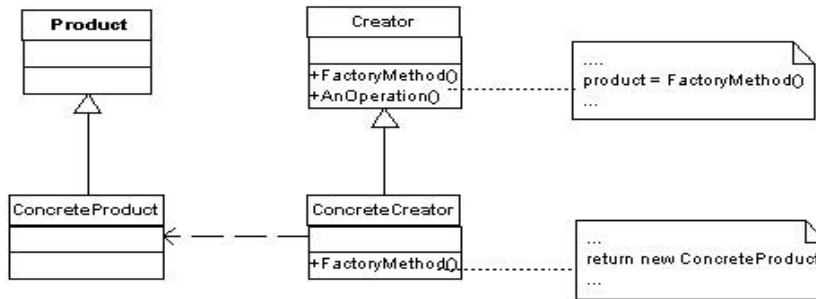 Product
Creator
+FactoryMethod()
+AnOperation()
....
product = FactoryMethod()
...
ConcreteProduct
ConcreteCreator
+FactoryMethod()
...
return new ConcreteProduct
...